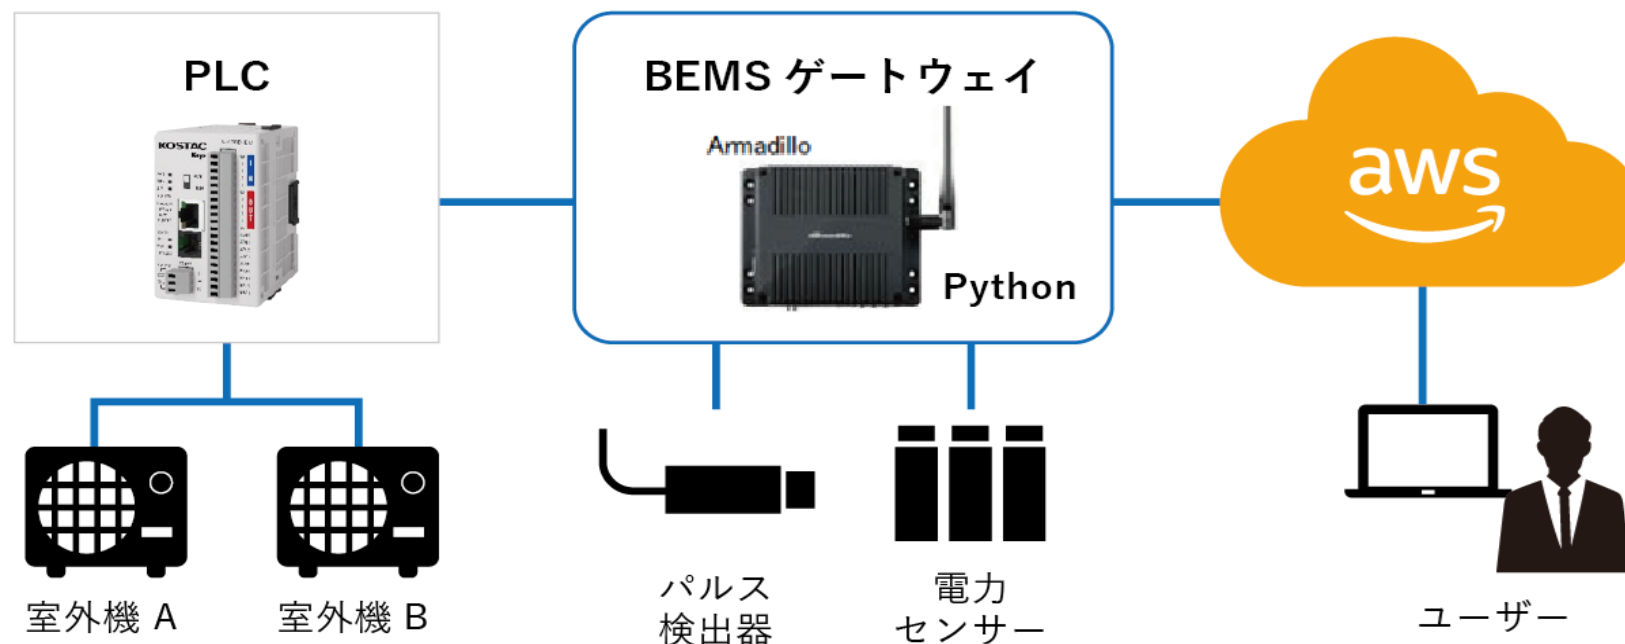 PLC
KOSTAC
BEMS ゲートウェイ
Armadillo
Python
aws
室外機 A
室外機 B
パルス
検出器
電力
センサー
ユーザー